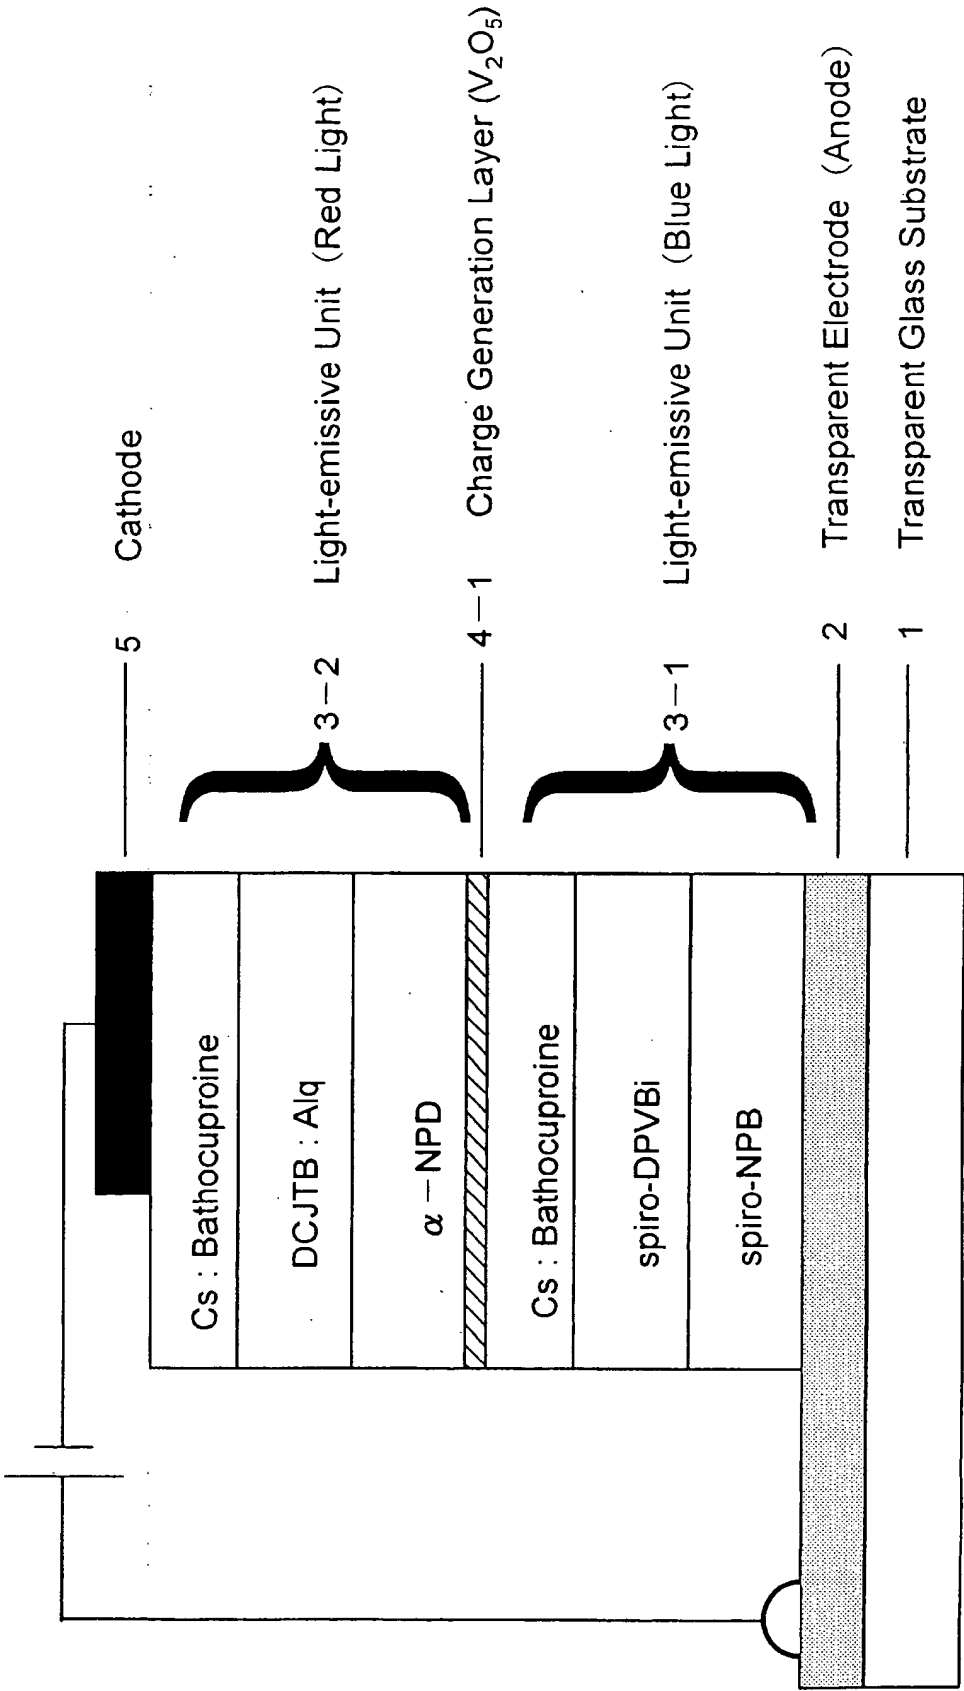 5 Cathode
3-2 Light-emissive Unit (Red Light)
4-1 Charge Generation Layer (V₂O₅)
3-1 Light-emissive Unit (Blue Light)
2 Transparent Electrode (Anode)
1 Transparent Glass Substrate
Cs : Bathocuproine
DCJTB : Alq
α-NPD
Cs : Bathocuproine
spiro-DPVBi
spiro-NPB